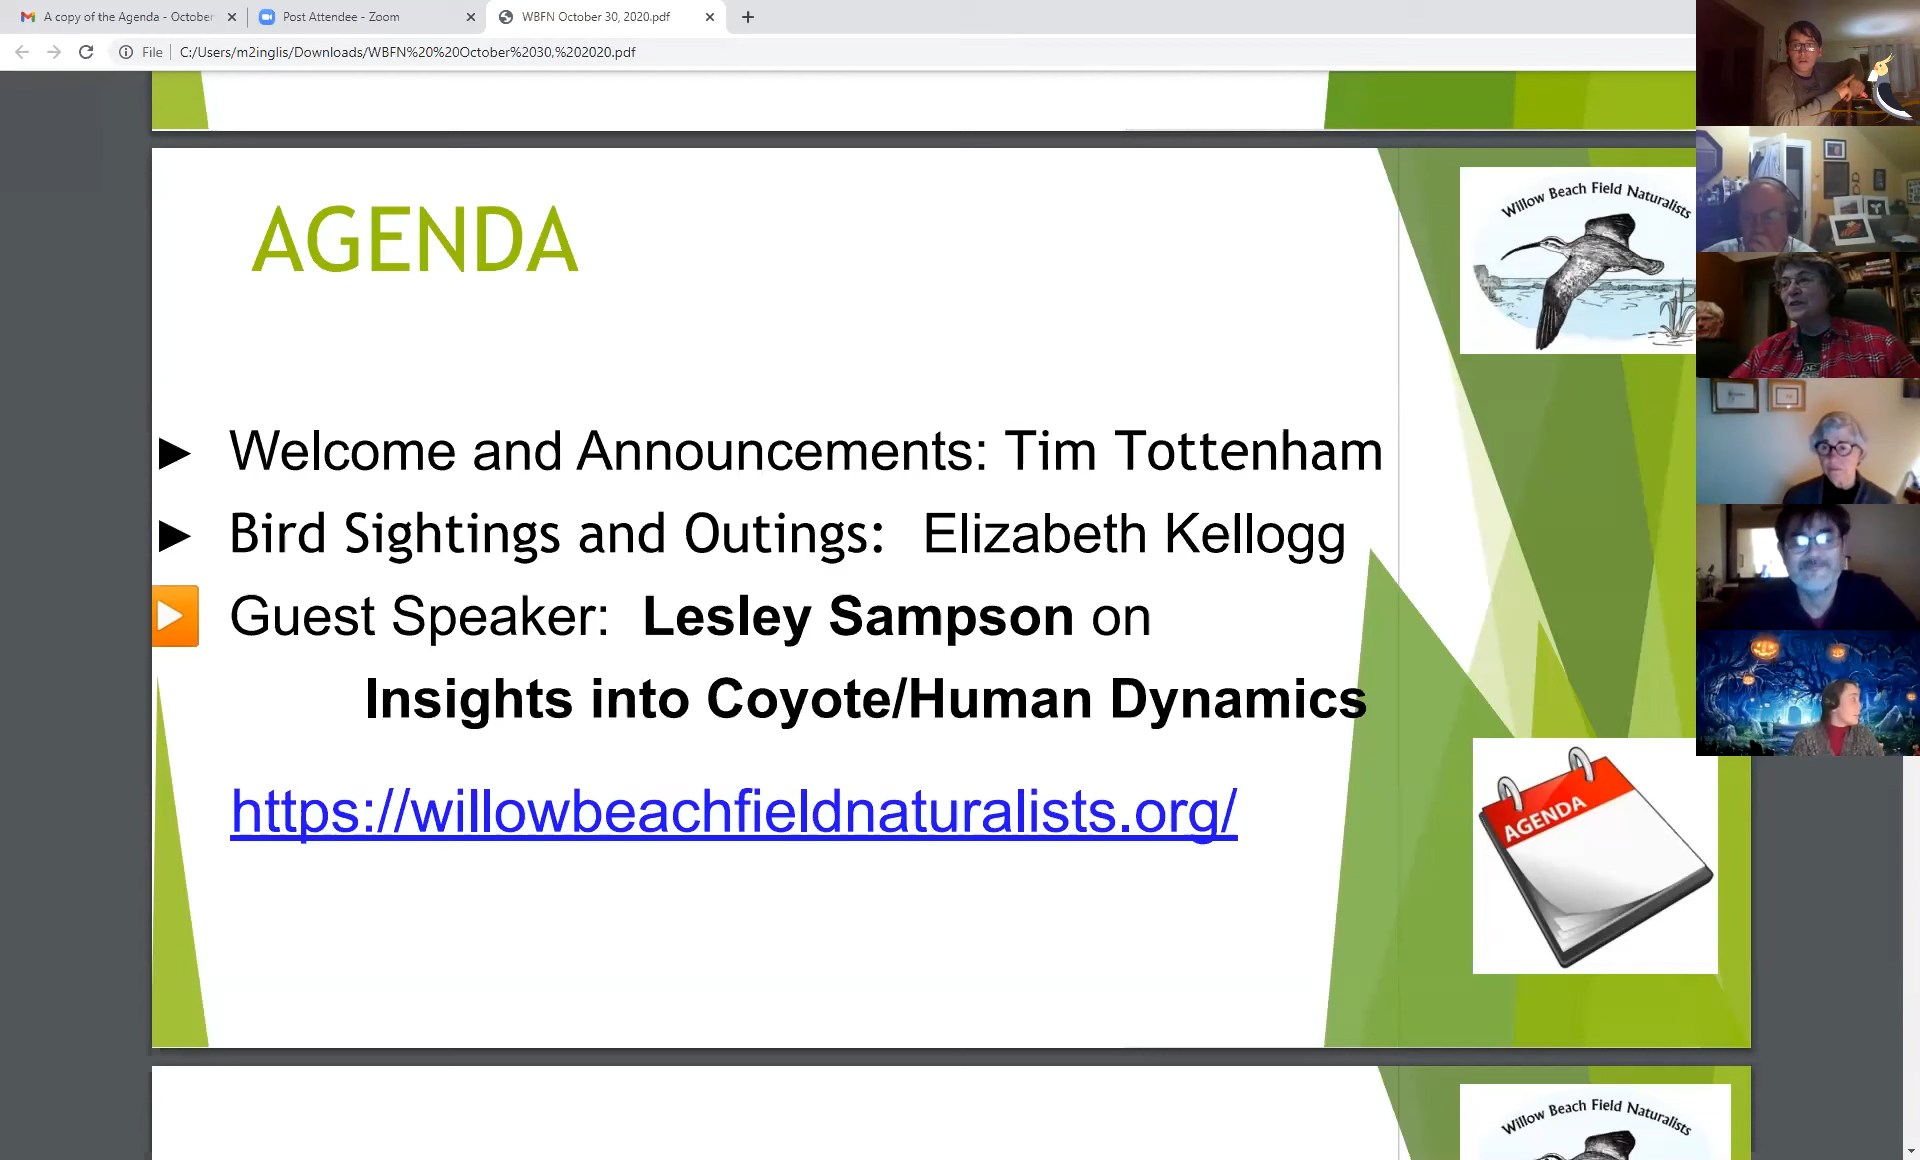 A copy of the Agenda - October
Post Attendee - Zoom
WBFN October 30, 2020.pdf
File
C:/Users/m2inglis/Downloads/WBFN%20%20October%2030,%202020.pdf
AGENDA
Willow Beach Field Naturalists
Welcome and Announcements: Tim Tottenham
Bird Sightings and Outings: Elizabeth Kellogg
Guest Speaker: Lesley Sampson on
Insights into Coyote/Human Dynamics
https://willowbeachfieldnaturalists.org/
AGENDA
Willow Beach Field Naturalists